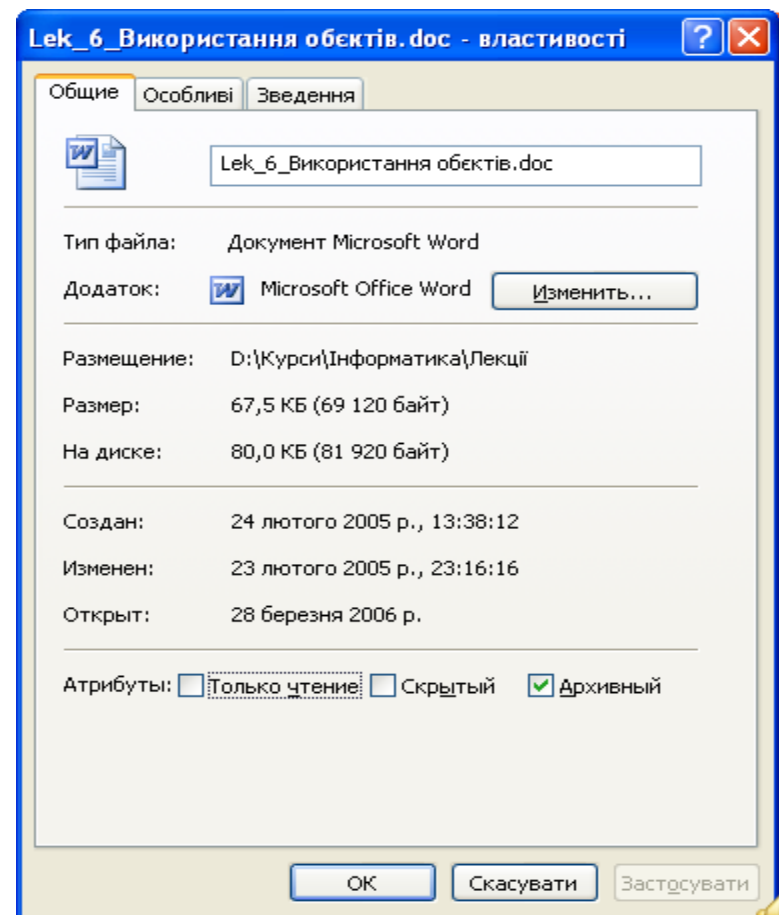 Lek_6_Використання обєктів.doc - властивості
Общие Особливі Зведення
Lek_6_Використання обєктів.doc
Тип файла: Документ Microsoft Word
Додаток: Microsoft Office Word Изменить...
Размещение: D:\Курси\Інформатика\Лекції
Размер: 67,5 КБ (69 120 байт)
На диске: 80,0 КБ (81 920 байт)
Создан: 24 лютого 2005 р., 13:38:12
Изменен: 23 лютого 2005 р., 23:16:16
Открыт: 28 березня 2006 р.
Атрибуты: Только чтение Скрытый Архивный
ОК Скасувати Застосувати